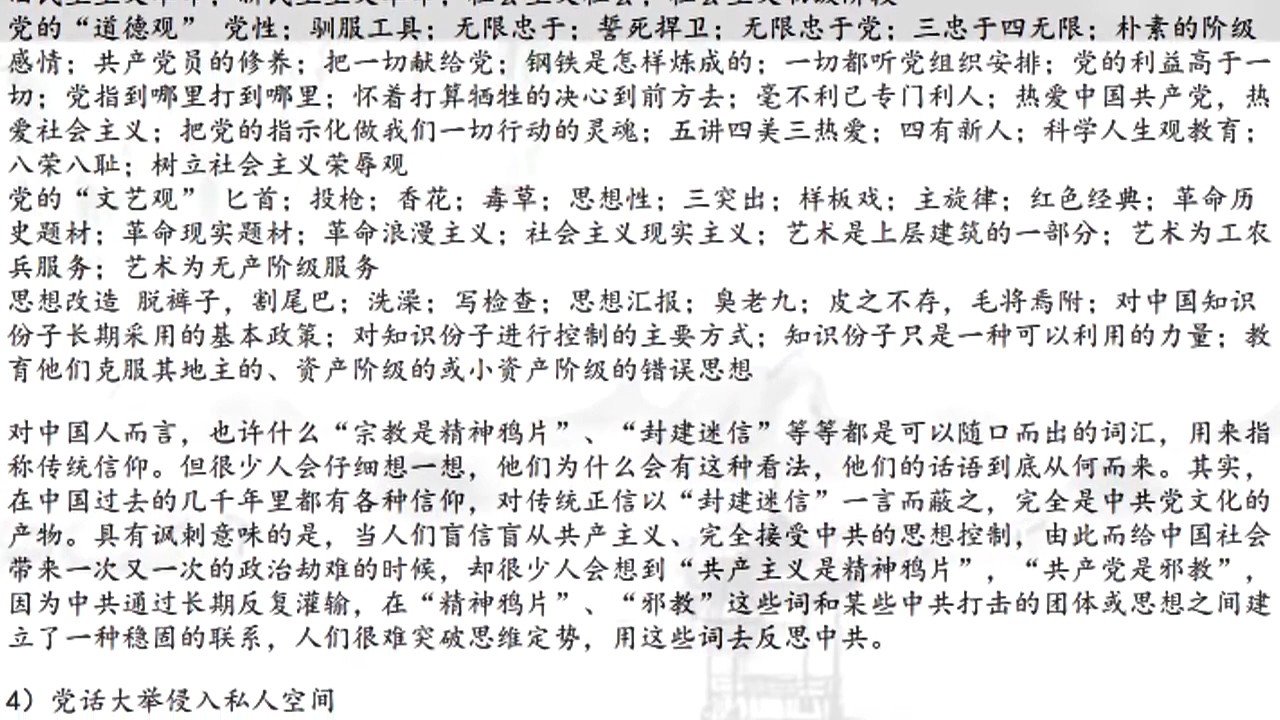 党的“道德观” 党性；驯服工具；无限忠于；誓死捍卫；无限忠于党；三忠于四无限；朴素的阶级
感情；共产党员的修养；把一切献给党；钢铁是怎样炼成的；一切都听党组织安排；党的利益高于一
切；党指到哪里打到哪里；怀着打算牺牲的决心到前方去；毫不利己专门利人；热爱中国共产党，热
爱社会主义；把党的指示化做我们一切行动的灵魂；五讲四美三热爱；四有新人；科学人生观教育；
八荣八耻；树立社会主义荣辱观
党的“文艺观” 匕首；投枪；香花；毒草；思想性；三突出；样板戏；主旋律；红色经典；革命历
史题材；革命现实题材；革命浪漫主义；社会主义现实主义；艺术是上层建筑的一部分；艺术为工农
兵服务；艺术为无产阶级服务
思想改造 脱裤子，割尾巴；洗澡；写检查；思想汇报；臭老九；皮之不存，毛将焉附；对中国知识
份子长期采用的基本政策；对知识份子进行控制的主要方式；知识份子只是一种可以利用的力量；教
育他们克服其地主的、资产阶级的或小资产阶级的错误思想
对中国人而言，也许什么“宗教是精神鸦片”、“封建迷信”等等都是可以随口而出的词汇，用来指
称传统信仰。但很少人会仔细想一想，他们为什么会有这种看法，他们的话语到底从何而来。其实，
在中国过去的几千年里都有各种信仰，对传统正信以“封建迷信”一言而蔽之，完全是中共党文化的
产物。具有讽刺意味的是，当人们盲信盲从共产主义、完全接受中共的思想控制，由此而给中国社会
带来一次又一次的政治劫难的时候，却很少人会想到“共产主义是精神鸦片”，“共产党是邪教”，
因为中共通过长期反复灌输，在“精神鸦片”、“邪教”这些词和某些中共打击的团体或思想之间建
立了一种稳固的联系，人们很难突破思维定势，用这些词去反思中共。
4）党话大举侵入私人空间